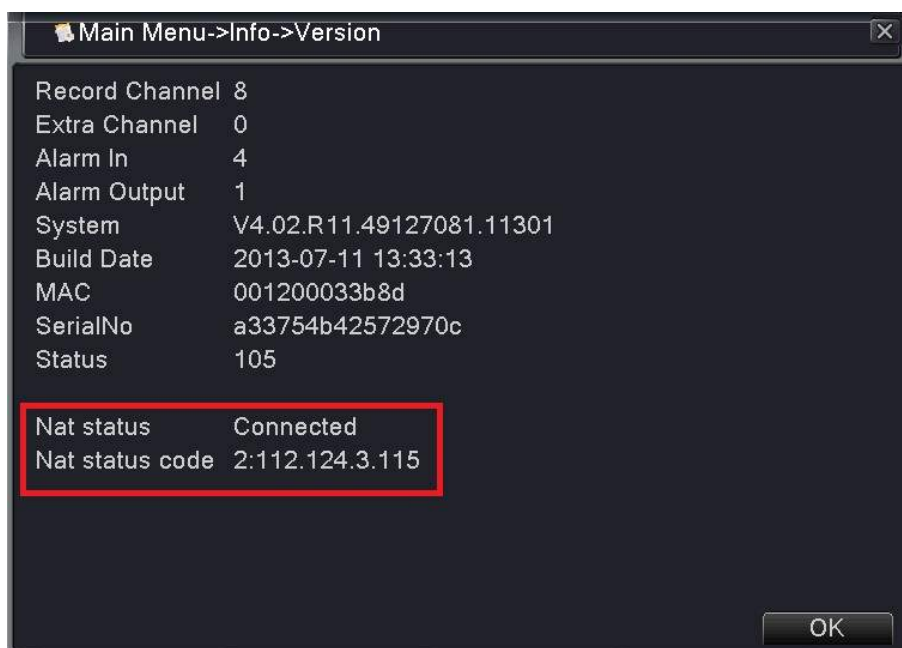 Main Menu->Info->Version
Record Channel 8
Extra Channel 0
Alarm In 4
Alarm Output 1
System V4.02.R11.49127081.11301
Build Date 2013-07-11 13:33:13
MAC 001200033b8d
SerialNo a33754b42572970c
Status 105
Nat status Connected
Nat status code 2:112.124.3.115
OK